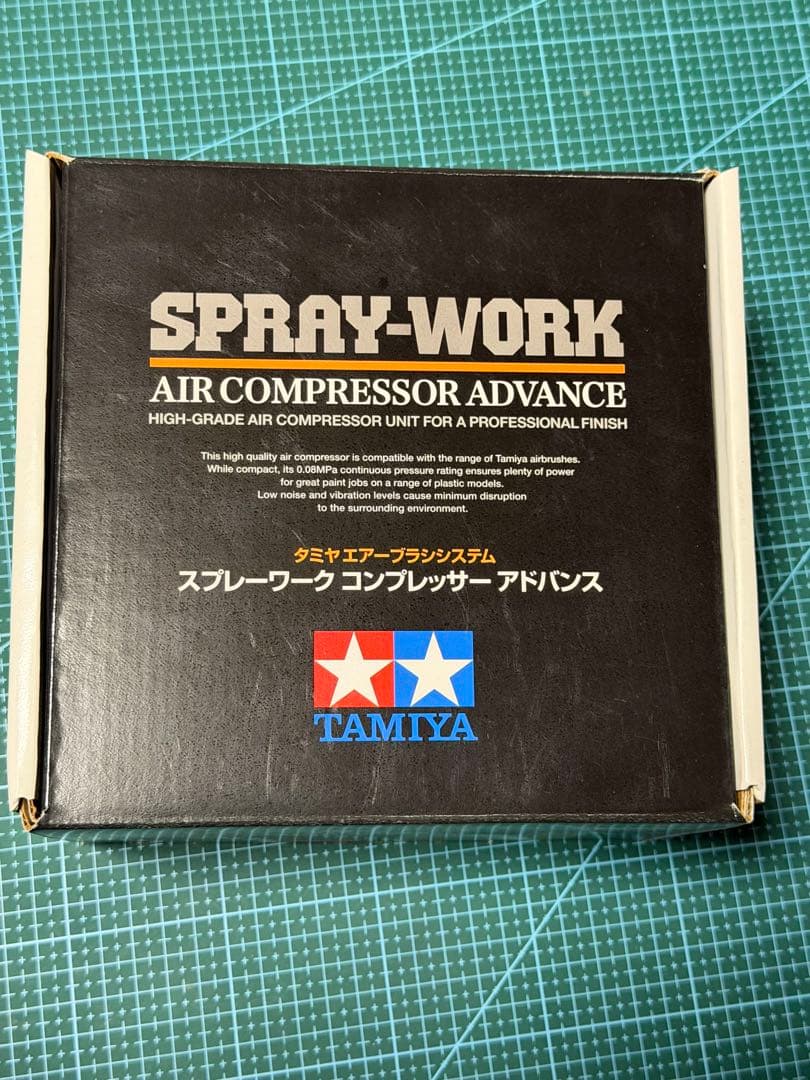 SPRAY-WORK
AIR COMPRESSOR ADVANCE
HIGH-GRADE AIR COMPRESSOR UNIT FOR A PROFESSIONAL FINISH
This high quality air compressor is compatible with the range of Tamiya airbrushes.
While compact, its 0.08MPa continuous pressure rating ensures plenty of power
for great paint jobs on a range of plastic models.
Low noise and vibration levels cause minimum disruption
to the surrounding environment.
タミヤエアーブラシシステム
スプレーワーク コンプレッサー アドバンス
TAMIYA